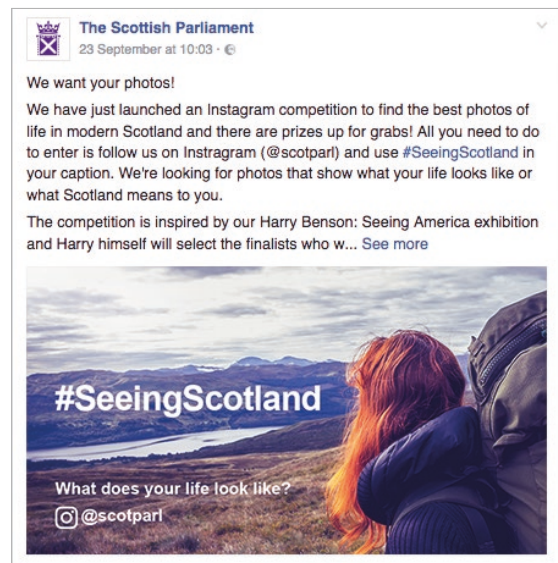 The Scottish Parliament
23 September at 10:03 ·
We want your photos!
We have just launched an Instagram competition to find the best photos of
life in modern Scotland and there are prizes up for grabs! All you need to do
to enter is follow us on Instragram (@scotparl) and use #SeeingScotland in
your caption. We're looking for photos that show what your life looks like or
what Scotland means to you.
The competition is inspired by our Harry Benson: Seeing America exhibition
and Harry himself will select the finalists who w... See more
#SeeingScotland
What does your life look like?
@scotparl